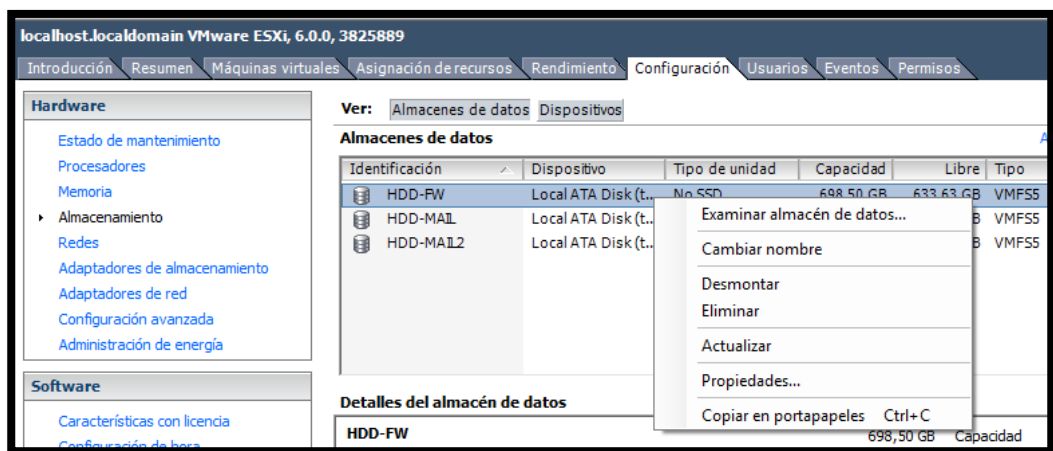 localhost.localdomain VMware ESXi, 6.0.0, 3825889
Introducción Resumen Máquinas virtuales Asignación de recursos Rendimiento Configuración Usuarios Eventos Permisos
Hardware
Estado de mantenimiento
Procesadores
Memoria
Almacenamiento
Redes
Adaptadores de almacenamiento
Adaptadores de red
Configuración avanzada
Administración de energía
Software
Características con licencia
Configuración de hora
Ver: Almacenes de datos Dispositivos
Almacenes de datos
Identificación Dispositivo Tipo de unidad Capacidad Libre Tipo
HDD-FW Local ATA Disk (t... No SSD 698,50 GB 633,63 GB VMFS5
HDD-MAIL Local ATA Disk (t... B VMFS5
HDD-MAIL2 Local ATA Disk (t... B VMFS5
Examinar almacén de datos...
Cambiar nombre
Desmontar
Eliminar
Actualizar
Propiedades...
Copiar en portapapeles Ctrl+C
Detalles del almacén de datos
HDD-FW 698,50 GB Capacidad